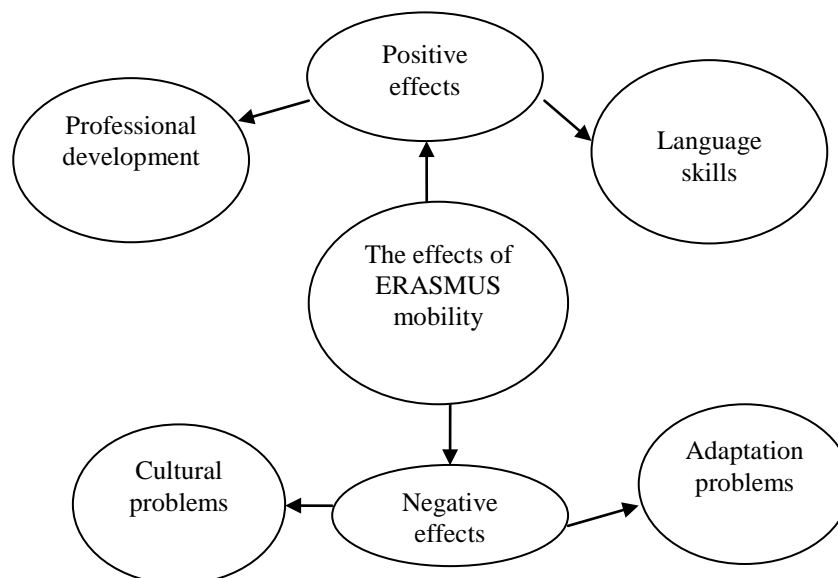 Positive
effects
Professional
development
Language
skills
The effects of
ERASMUS
mobility
Cultural
problems
Negative
effects
Adaptation
problems